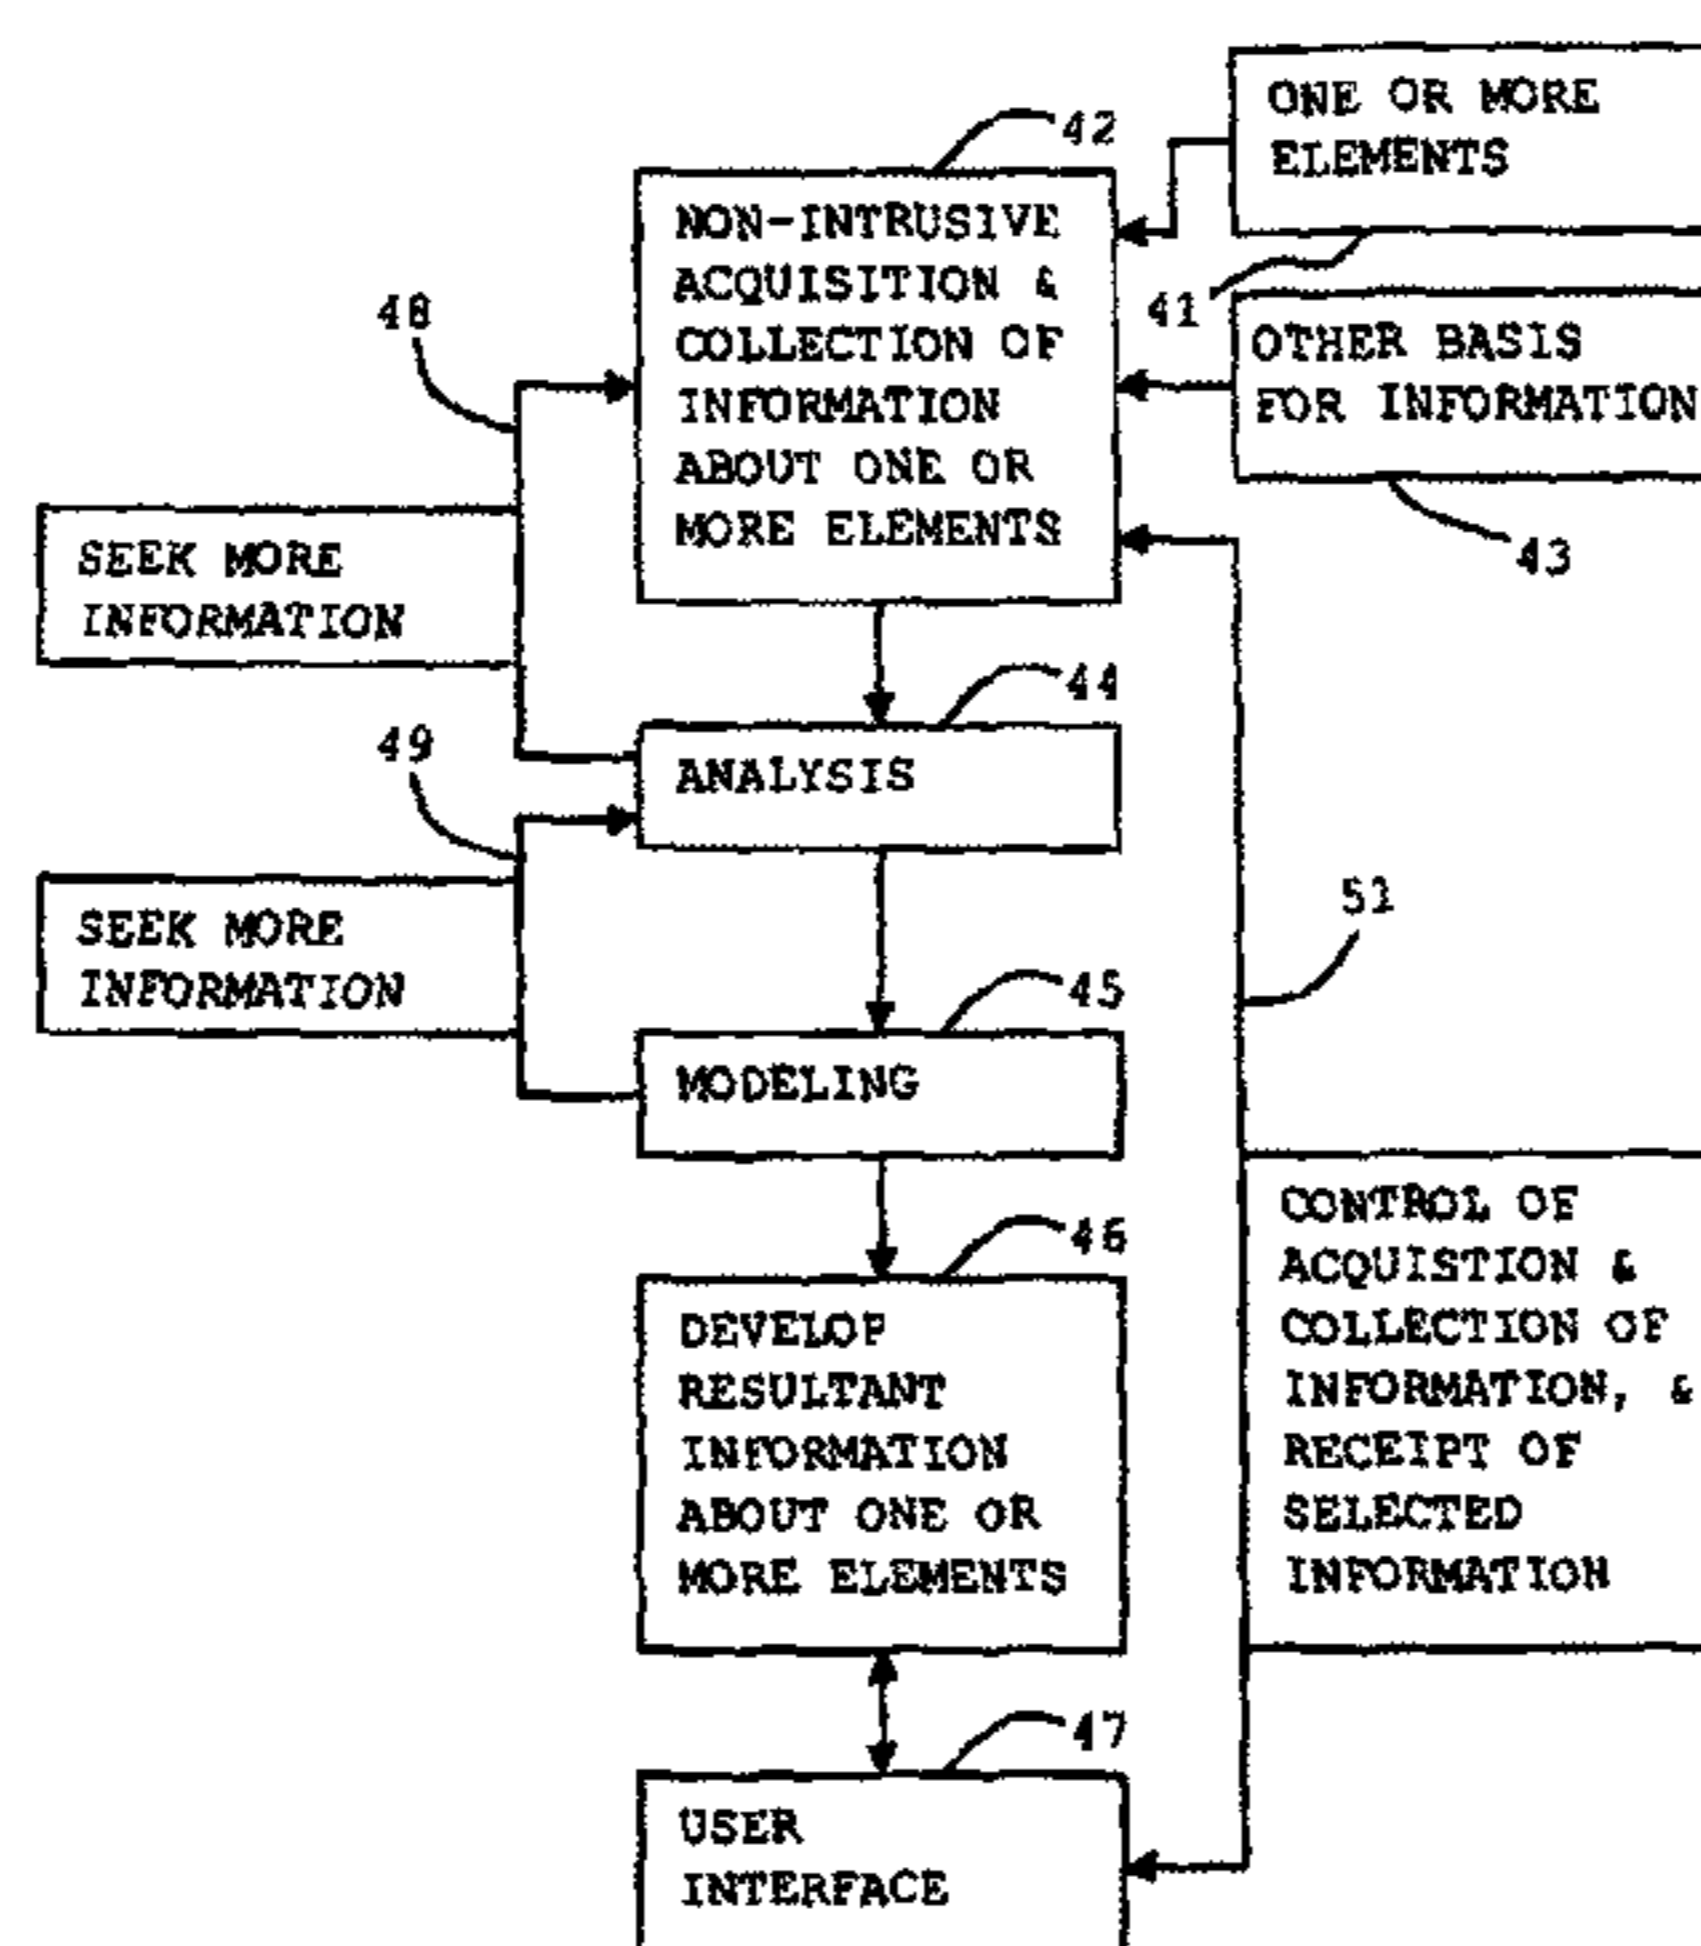 ONE OR MORE
ELEMENTS
41
42
NON-INTRUSIVE
ACQUISITION &
COLLECTION OF
INFORMATION
ABOUT ONE OR
MORE ELEMENTS
OTHER BASIS
FOR INFORMATION
43
48
SEEK MORE
INFORMATION
44
ANALYSIS
49
SEEK MORE
INFORMATION
51
45
MODELING
46
DEVELOP
RESULTANT
INFORMATION
ABOUT ONE OR
MORE ELEMENTS
CONTROL OF
ACQUISTION &
COLLECTION OF
INFORMATION, &
RECEIPT OF
SELECTED
INFORMATION
47
USER
INTERFACE